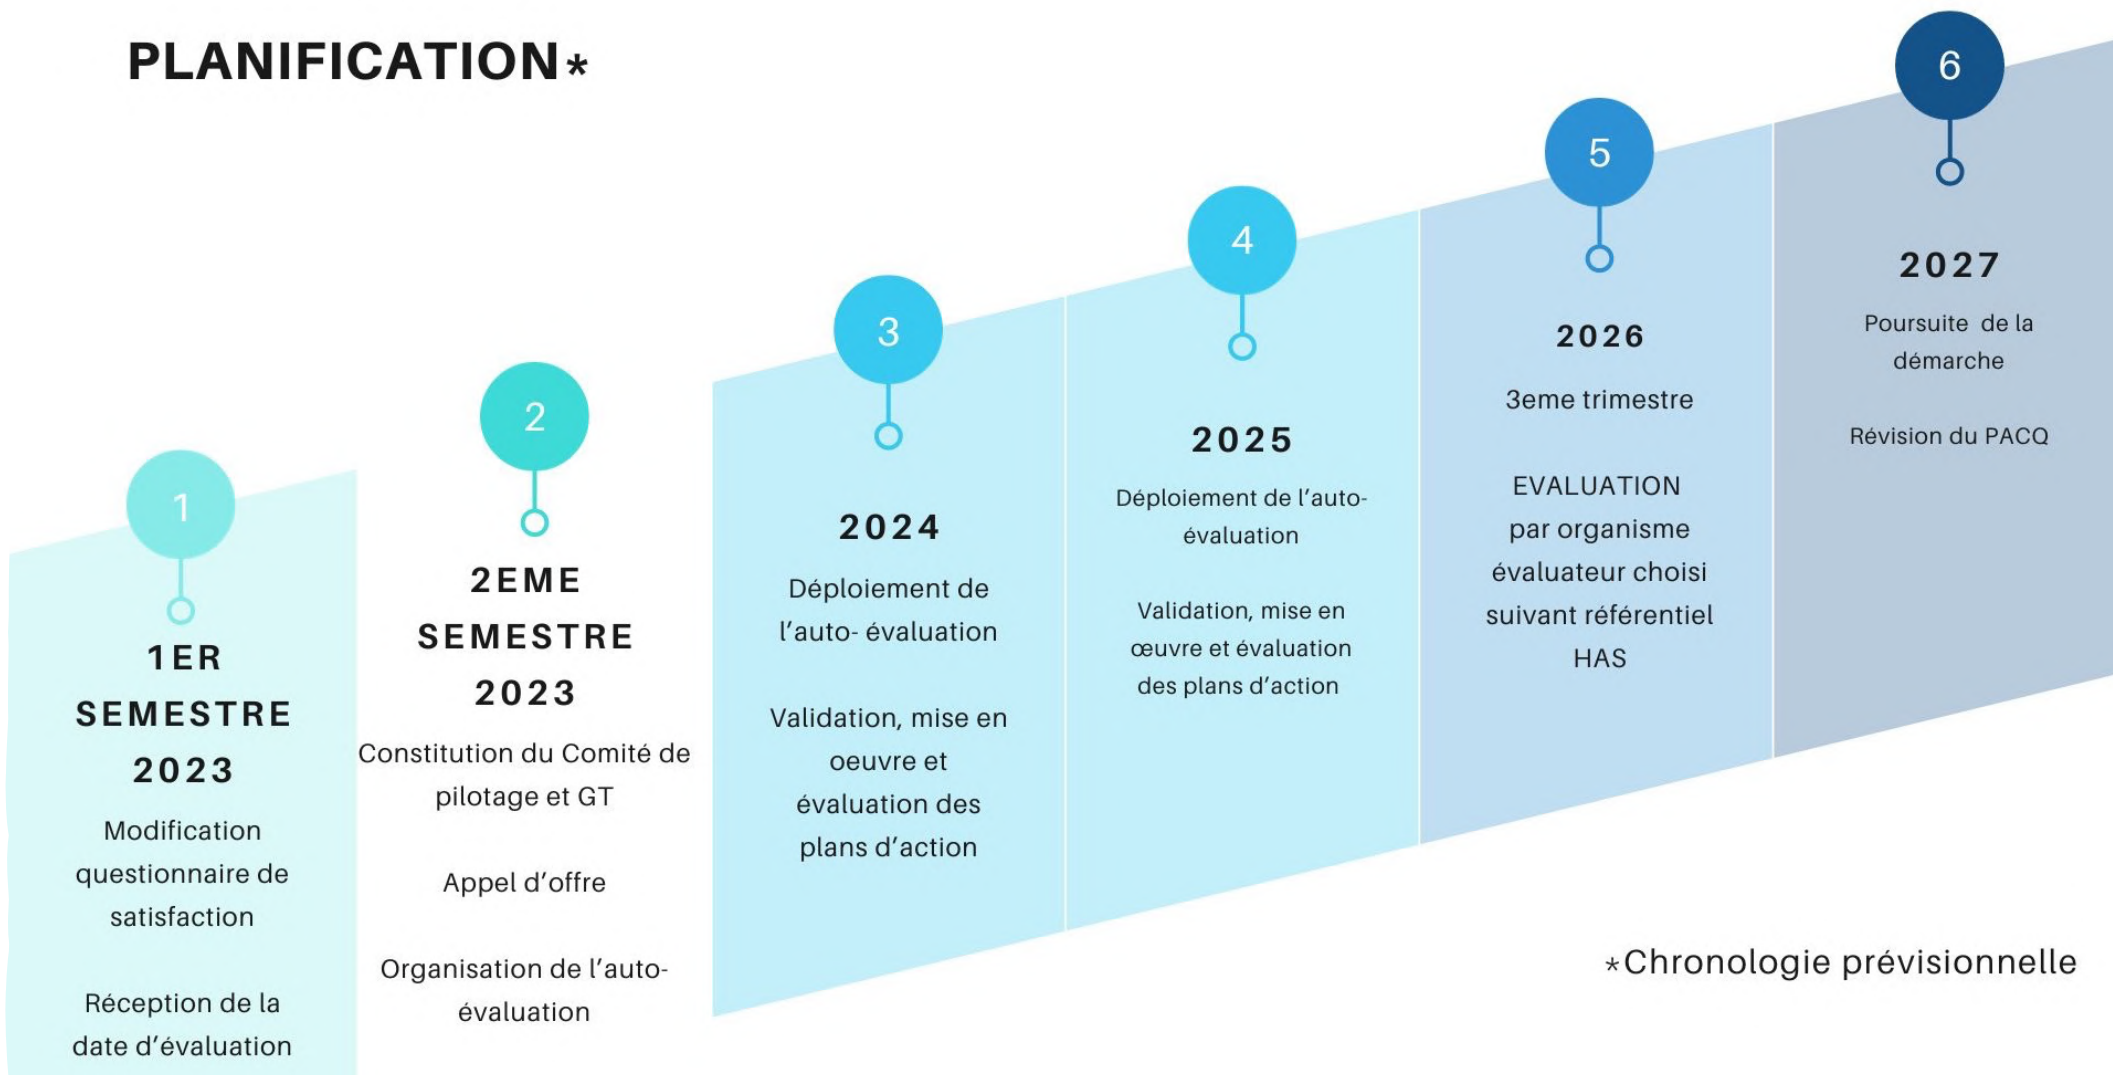 PLANIFICATION*
1
1ER
SEMESTRE
2023
Modification
questionnaire de
satisfaction
Réception de la
date d'évaluation
2
2EME
SEMESTRE
2023
Constitution du Comité de
pilotage et GT
Appel d'offre
Organisation de l'auto-
évaluation
3
2024
Déploiement de
l'auto- évaluation
Validation, mise en
oeuvre et
évaluation des
plans d'action
4
2025
Déploiement de l'auto-
évaluation
Validation, mise en
œuvre et évaluation
des plans d'action
5
2026
3eme trimestre
EVALUATION
par organisme
évaluateur choisi
suivant référentiel
HAS
6
2027
Poursuite  de la
démarche
Révision du PACQ
*Chronologie prévisionnelle